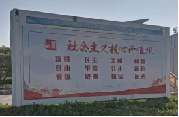 社会主义核心价值观
富强 民主 文明 和谐
自由 平等 公正 法治
爱国 敬业 诚信 友善